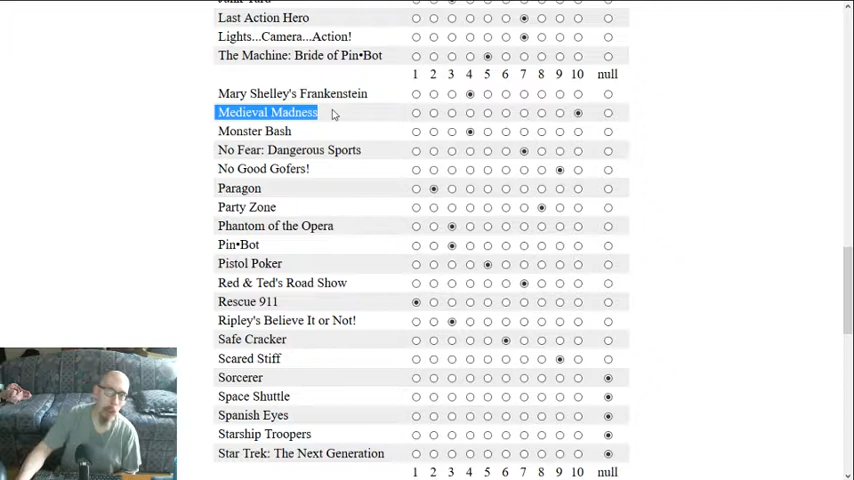 Last Action Hero
Lights...Camera...Action!
The Machine: Bride of Pin•Bot
1 2 3 4 5 6 7 8 9 10 null
Mary Shelley's Frankenstein
Medieval Madness
Monster Bash
No Fear: Dangerous Sports
No Good Gofers!
Paragon
Party Zone
Phantom of the Opera
Pin•Bot
Pistol Poker
Red & Ted's Road Show
Rescue 911
Ripley's Believe It or Not!
Safe Cracker
Scared Stiff
Sorcerer
Space Shuttle
Spanish Eyes
Starship Troopers
Star Trek: The Next Generation
1 2 3 4 5 6 7 8 9 10 null